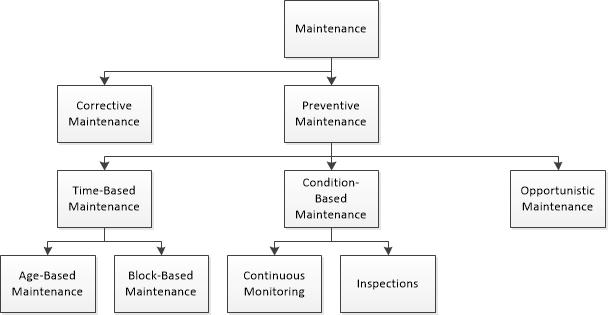 Maintenance
Corrective
Maintenance
Preventive
Maintenance
Time-Based
Maintenance
Condition-
Based
Maintenance
Opportunistic
Maintenance
Age-Based
Maintenance
Block-Based
Maintenance
Continuous
Monitoring
Inspections